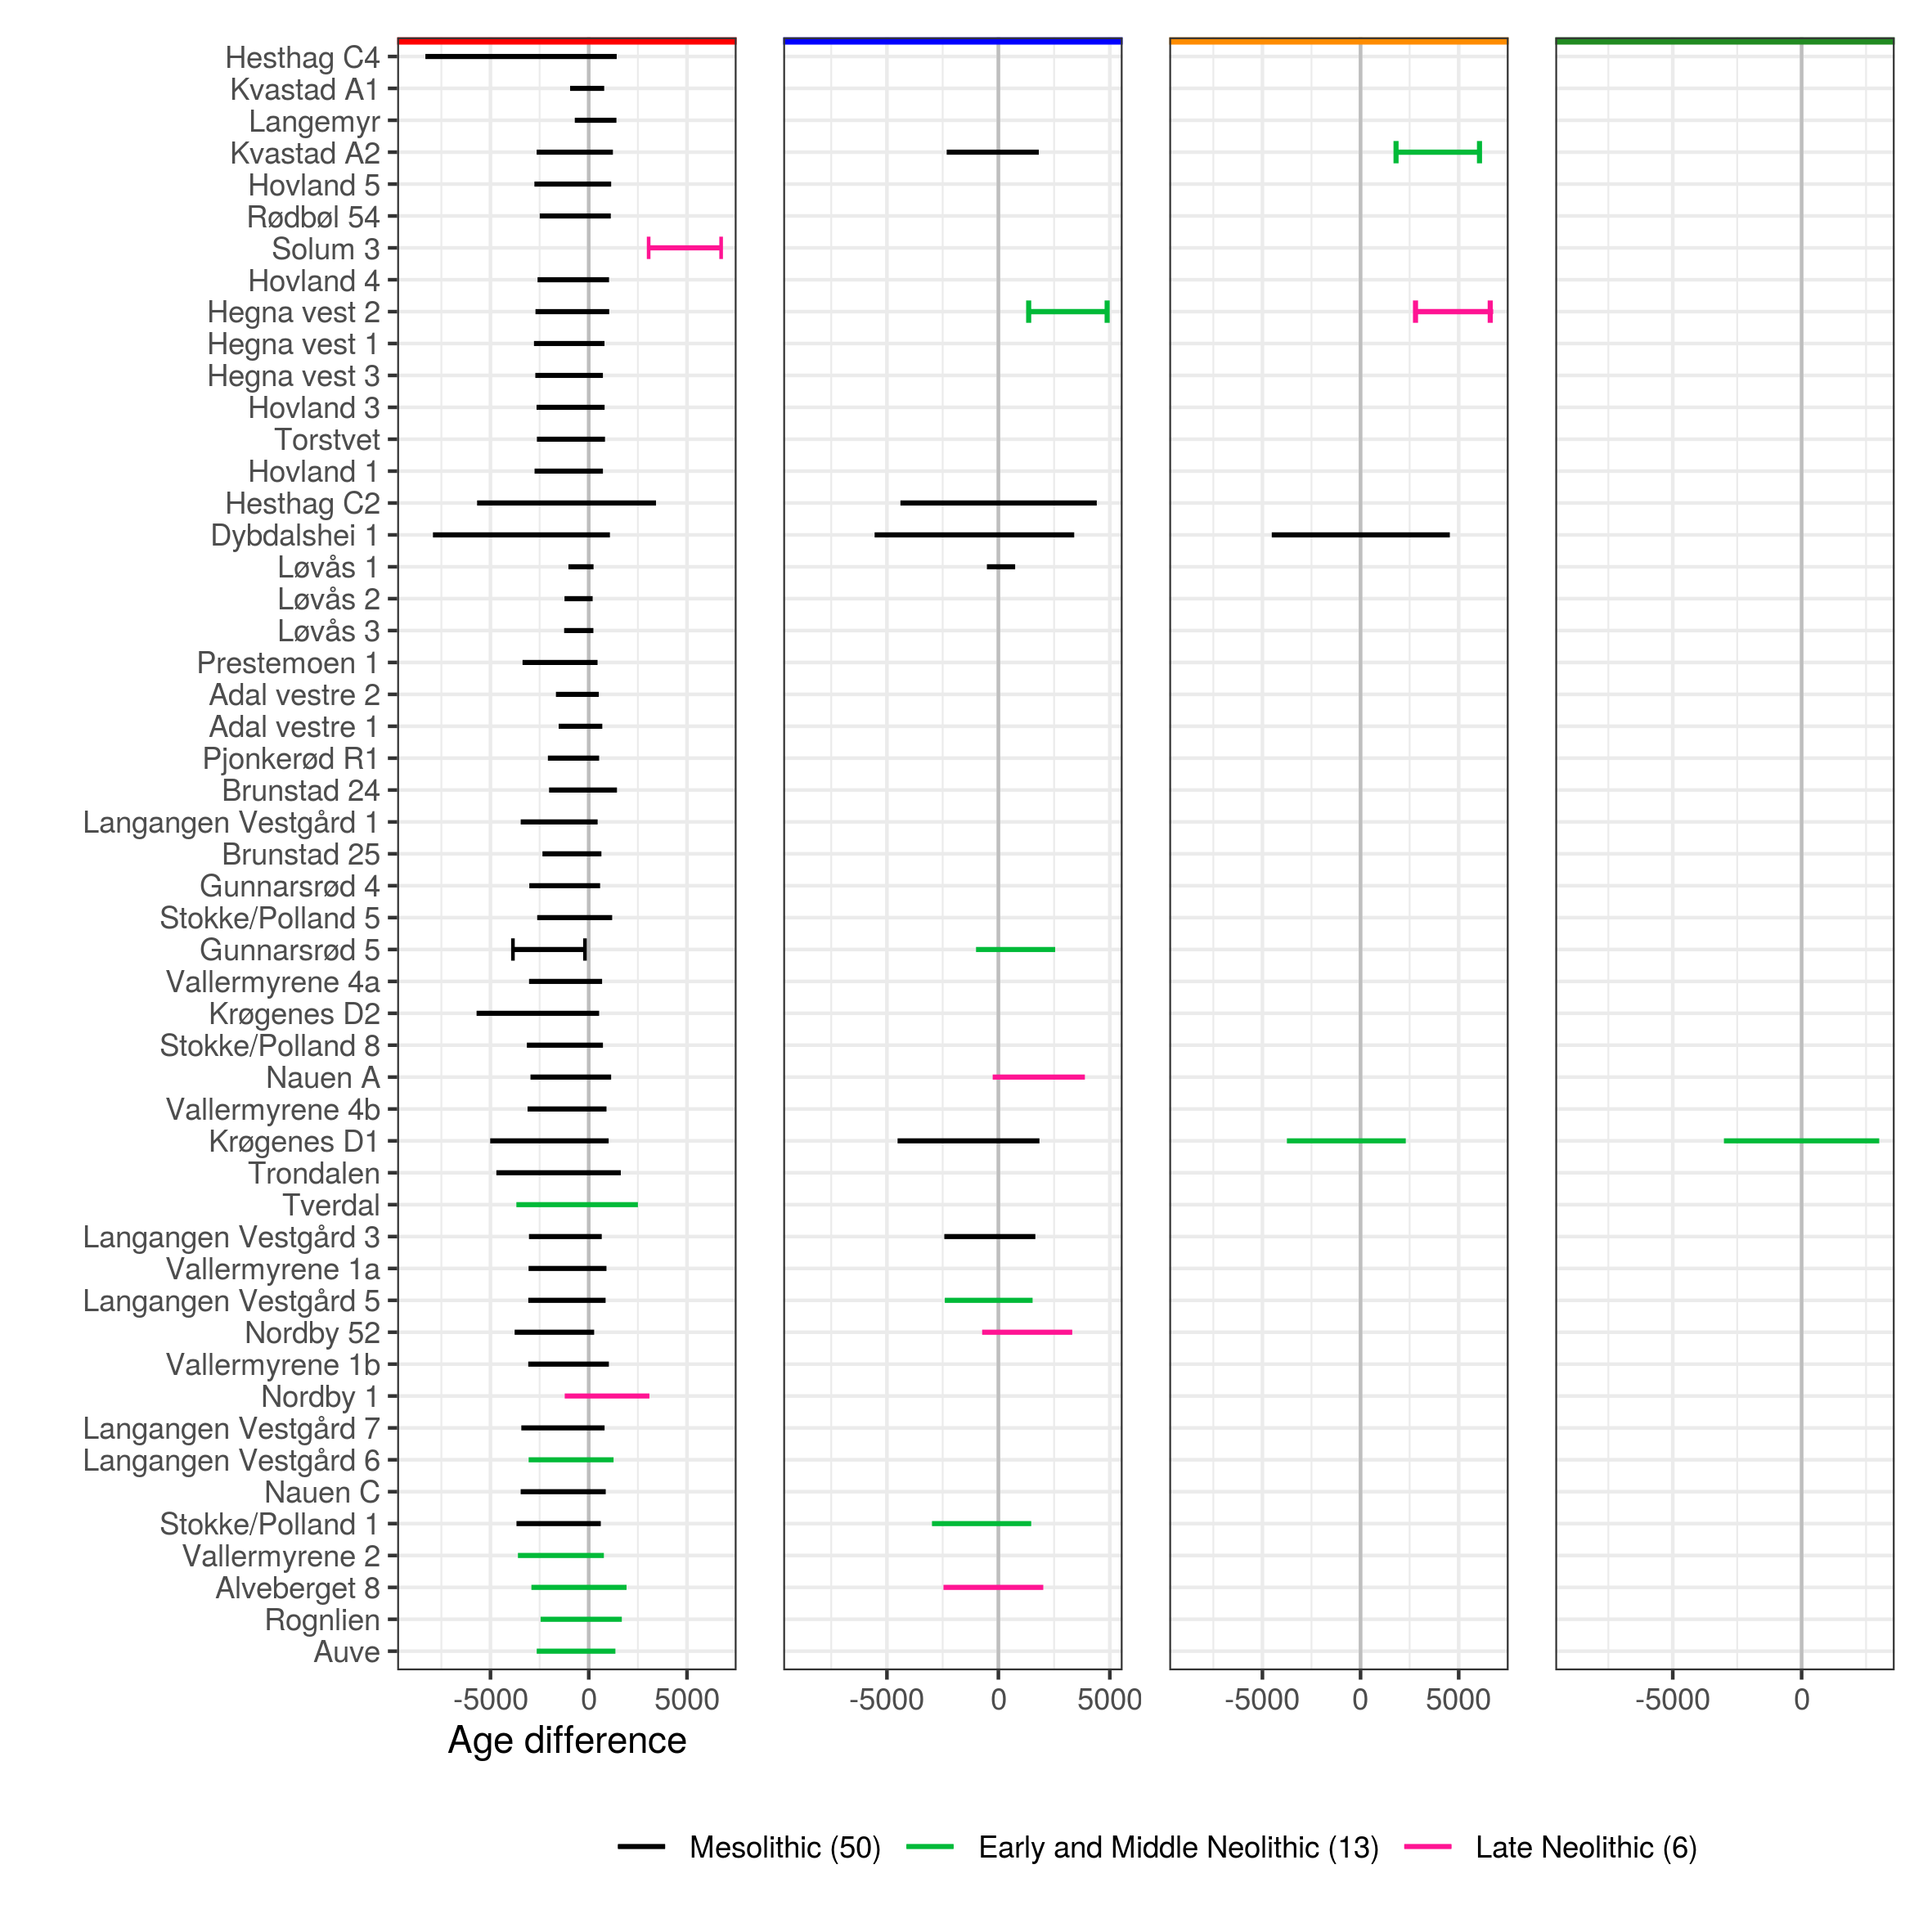 Hesthag C4
Kvastad A1
Langemyr
Kvastad A2
Hovland 5
Rødbøl 54
Solum 3
Hovland 4
Hegna vest 2
Hegna vest 1
Hegna vest 3
Hovland 3
Torstvet
Hovland 1
Hesthag C2
Dybdalshei 1
Løvås 1
Løvås 2
Løvås 3
Prestemoen 1
Adal vestre 2
Adal vestre 1
Pjonkerød R1
Brunstad 24
Langangen Vestgård 1
Brunstad 25
Gunnarsrød 4
Stokke/Polland 5
Gunnarsrød 5
Vallermyrene 4a
Krøgenes D2
Stokke/Polland 8
Nauen A
Vallermyrene 4b
Krøgenes D1
Trondalen
Tverdal
Langangen Vestgård 3
Vallermyrene 1a
Langangen Vestgård 5
Nordby 52
Vallermyrene 1b
Nordby 1
Langangen Vestgård 7
Langangen Vestgård 6
Nauen C
Stokke/Polland 1
Vallermyrene 2
Alveberget 8
Rognlien
Auve
-5000 0 5000 -5000 0 5000 -5000 0 5000 -5000 0
Age difference
Mesolithic (50) Early and Middle Neolithic (13) Late Neolithic (6)